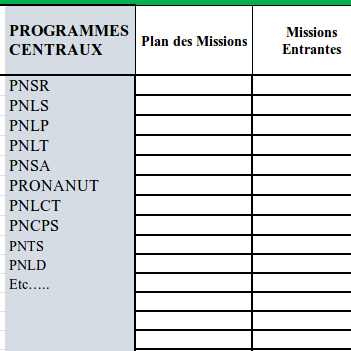 PROGRAMMES
CENTRAUX
Plan des Missions
Missions
Entrantes
PNSR
PNLS
PNLP
PNLT
PNSA
PRONANUT
PNLCT
PNCPS
PNTS
PNLD
Etc…..